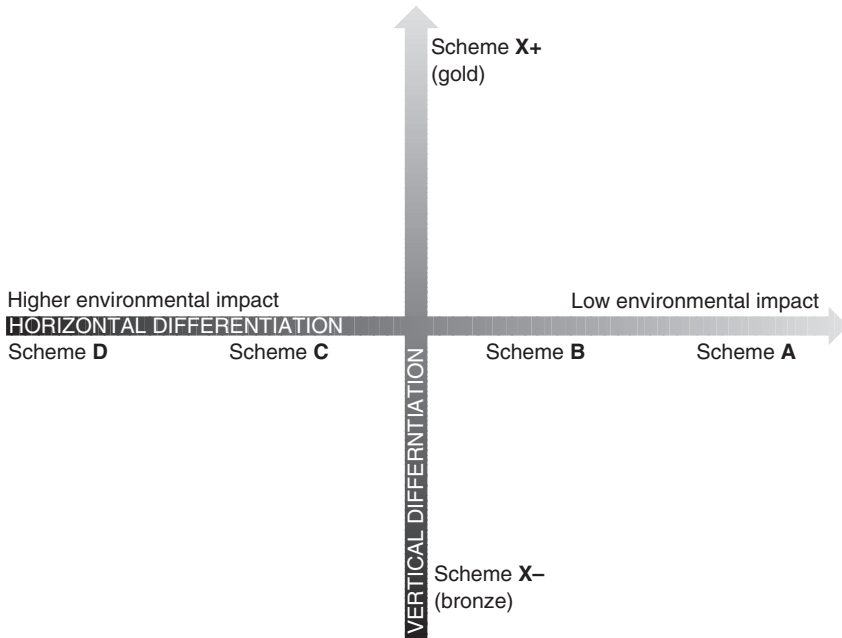 Scheme X+
(gold)
Higher environmental impact
Low environmental impact
HORIZONTAL DIFFERENTIATION
Scheme D
Scheme C
Scheme B
Scheme A
VERTICAL DIFFERNTIATION
Scheme X–
(bronze)